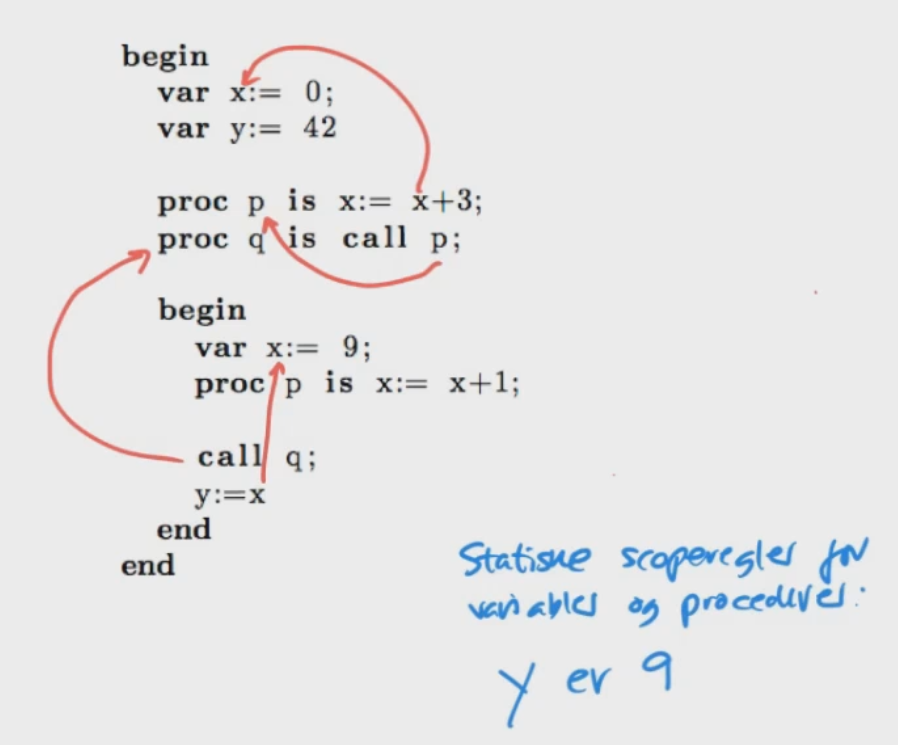 begin
var x:= 0;
var y:= 42
proc p is x:= x+3;
proc q is call p;
begin
var x:= 9;
proc p is x:= x+1;
call q;
y:=x
end
end
Statiske scoperegler for
variabler og procedurer:
y er 9